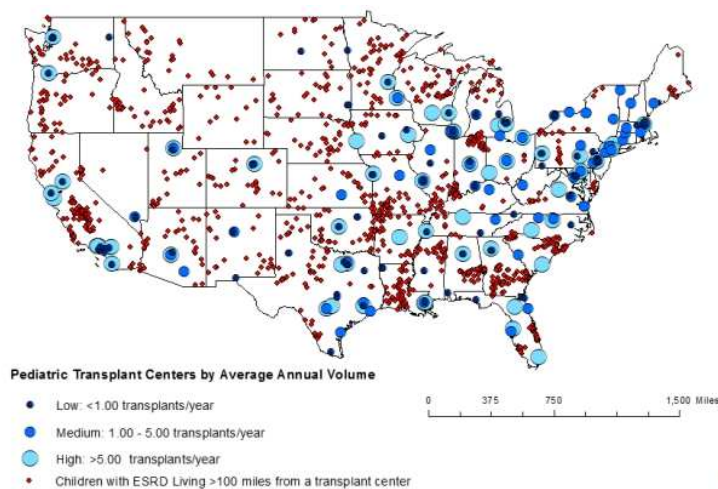 Pediatric Transplant Centers by Average Annual Volume
Low: <1.00 transplants/year
Medium: 1.00 - 5.00 transplants/year
High: >5.00 transplants/year
Children with ESRD Living >100 miles from a transplant center
0 375 750 1,500 Miles